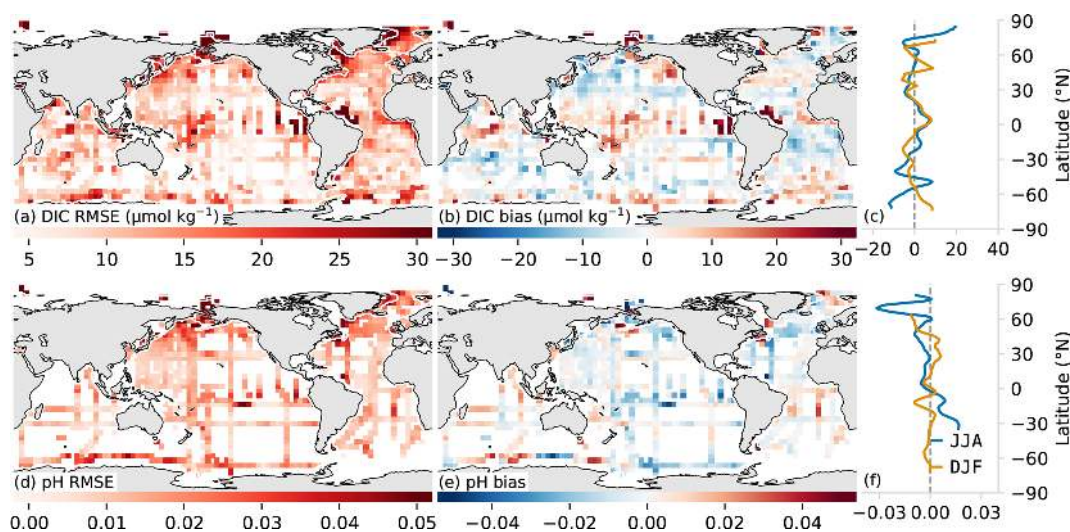 (a) DIC RMSE (μmol kg⁻¹)
5 10 15 20 25 30
(b) DIC bias (μmol kg⁻¹)
−30 −20 −10 0 10 20 30
(c)
−20 0 20 40
90
60
30
0
−30
−60
−90
Latitude (°N)
(d) pH RMSE
0.00 0.01 0.02 0.03 0.04 0.05
(e) pH bias
−0.04 −0.02 0.00 0.02 0.04
(f)
JJA
DJF
−0.03 0.00 0.03
90
60
30
0
−30
−60
−90
Latitude (°N)